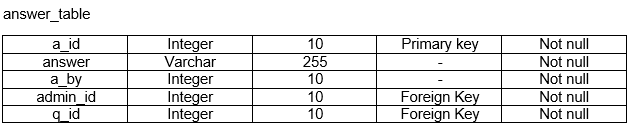 answer_table
a_id Integer 10 Primary key Not null
answer Varchar 255 - Not null
a_by Integer 10 - Not null
admin_id Integer 10 Foreign Key Not null
q_id Integer 10 Foreign Key Not null